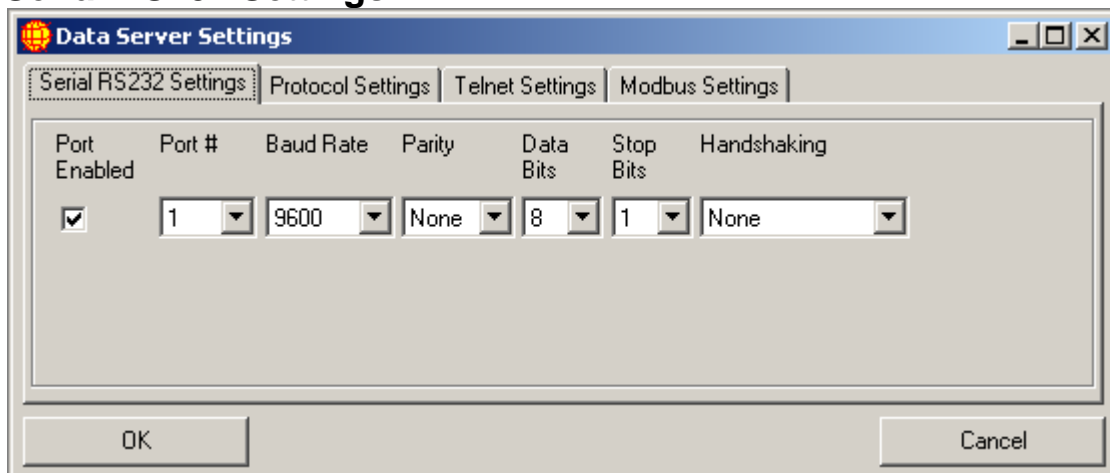 Data Server Settings
Serial RS232 Settings Protocol Settings Telnet Settings Modbus Settings
Port Enabled Port # Baud Rate Parity Data Bits Stop Bits Handshaking
1 9600 None 8 1 None
OK Cancel